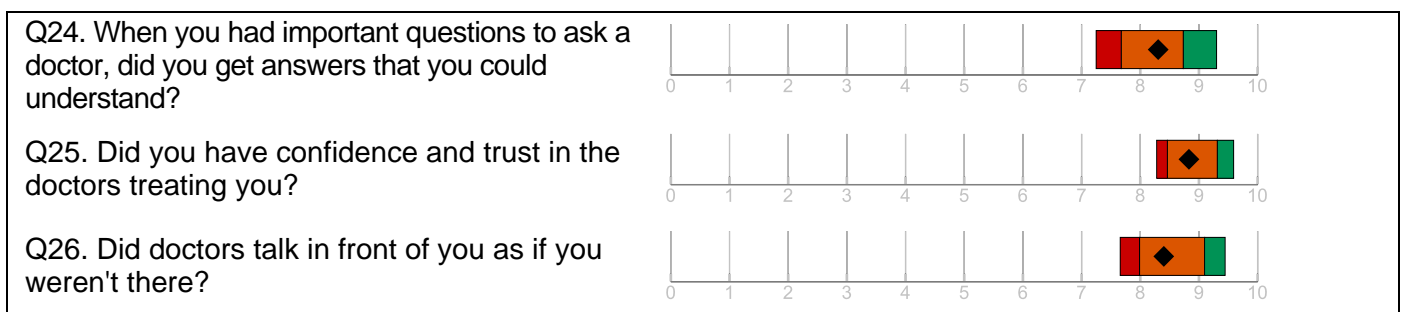 Q24. When you had important questions to ask a
doctor, did you get answers that you could
understand?
0 1 2 3 4 5 6 7 8 9 10
Q25. Did you have confidence and trust in the
doctors treating you?
0 1 2 3 4 5 6 7 8 9 10
Q26. Did doctors talk in front of you as if you
weren't there?
0 1 2 3 4 5 6 7 8 9 10